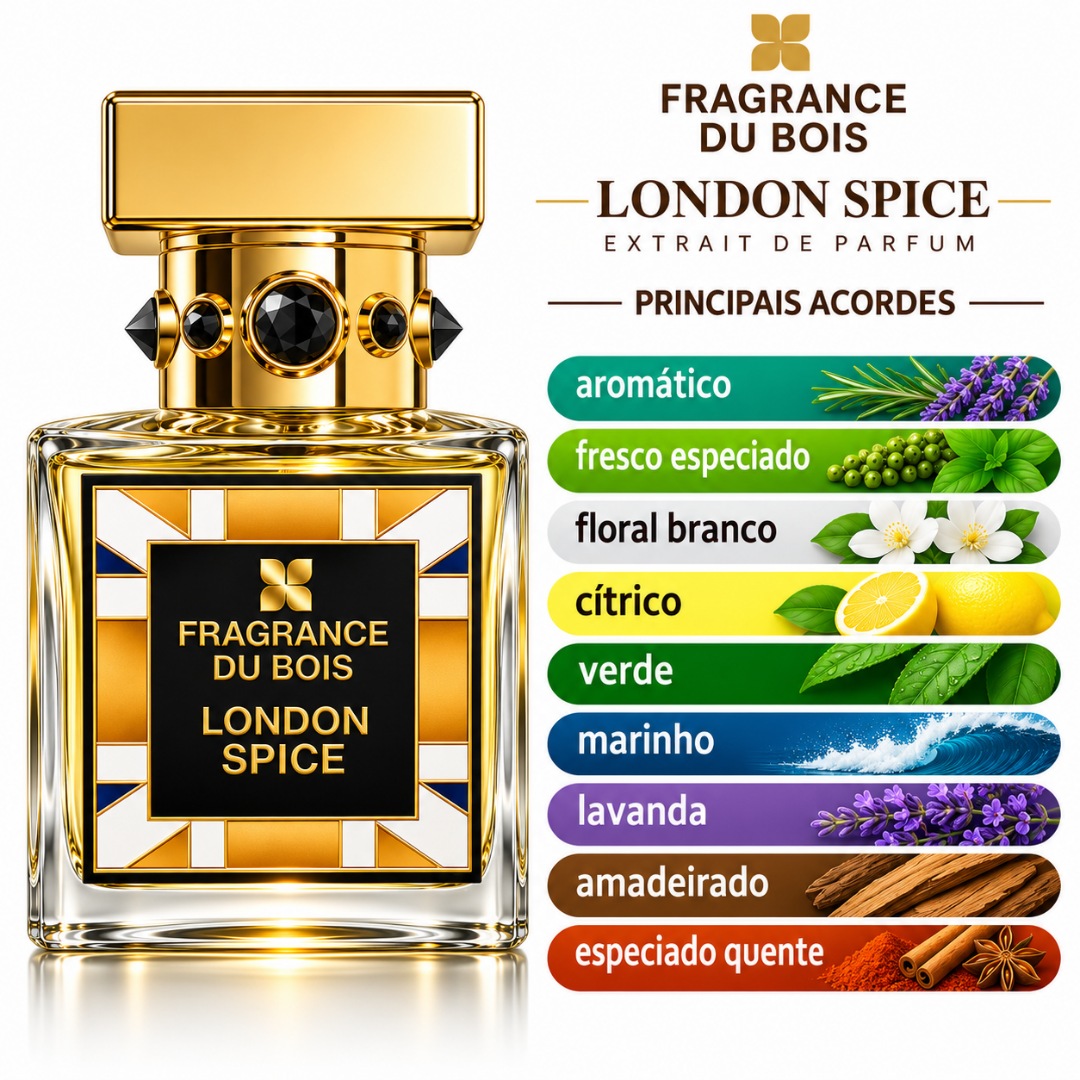 FRAGRANCE
DU BOIS
LONDON SPICE
EXTRAIT DE PARFUM
PRINCIPAIS ACORDES
aromático
fresco especiado
floral branco
cítrico
verde
marinho
lavanda
amadeirado
especiado quente
FRAGRANCE
DU BOIS
LONDON
SPICE